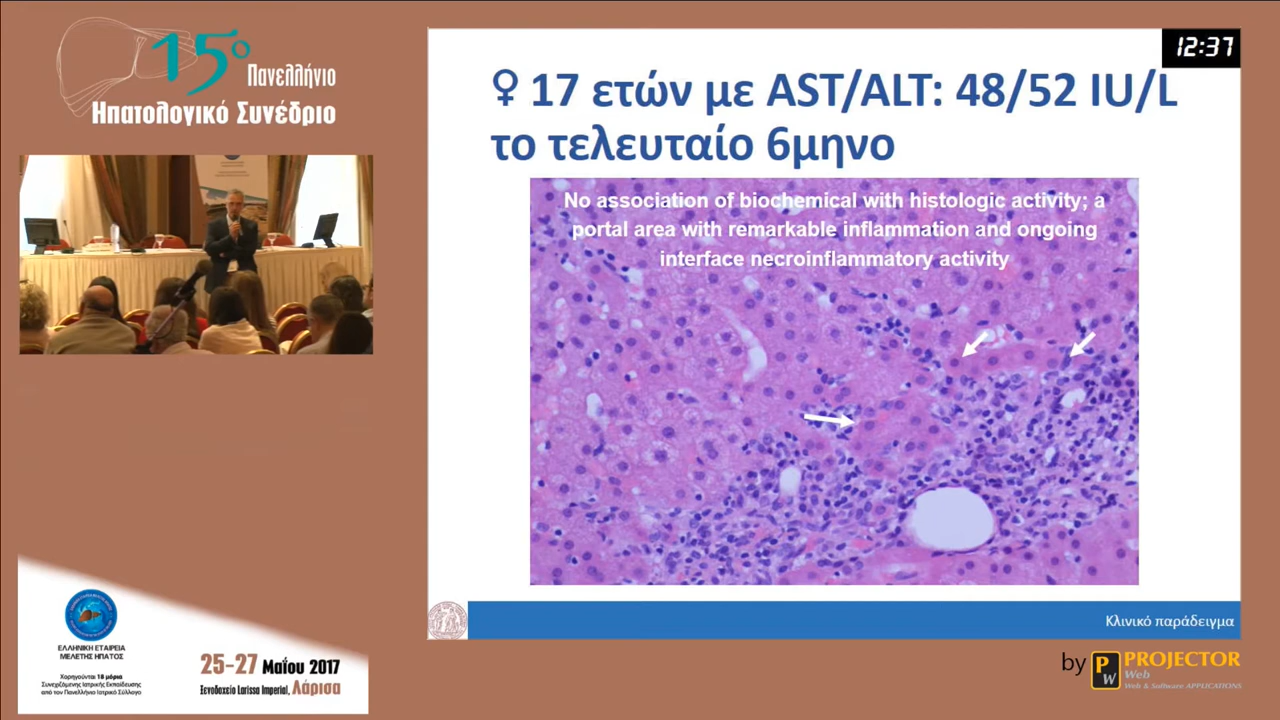 15ο
Πανελλήνιο
Ηπατολογικό Συνέδριο
12:37
♀ 17 ετών με AST/ALT: 48/52 IU/L
το τελευταίο 6μηνο
No association of biochemical with histologic activity; a
portal area with remarkable inflammation and ongoing
interface necroinflammatory activity
Κλινικό παράδειγμα
ΕΛΛΗΝΙΚΗ ΕΤΑΙΡΕΙΑ
ΜΕΛΕΤΗΣ ΗΠΑΤΟΣ
Χορηγούνται 18 μόρια
Συνεχιζόμενης Ιατρικής Εκπαίδευσης
από τον Πανελλήνιο Ιατρικό Σύλλογο
25-27 Μαΐου 2017
Ξενοδοχείο Larissa Imperial, Λάρισα
by PW PROJECTOR
Web
Web & Software APPLICATIONS